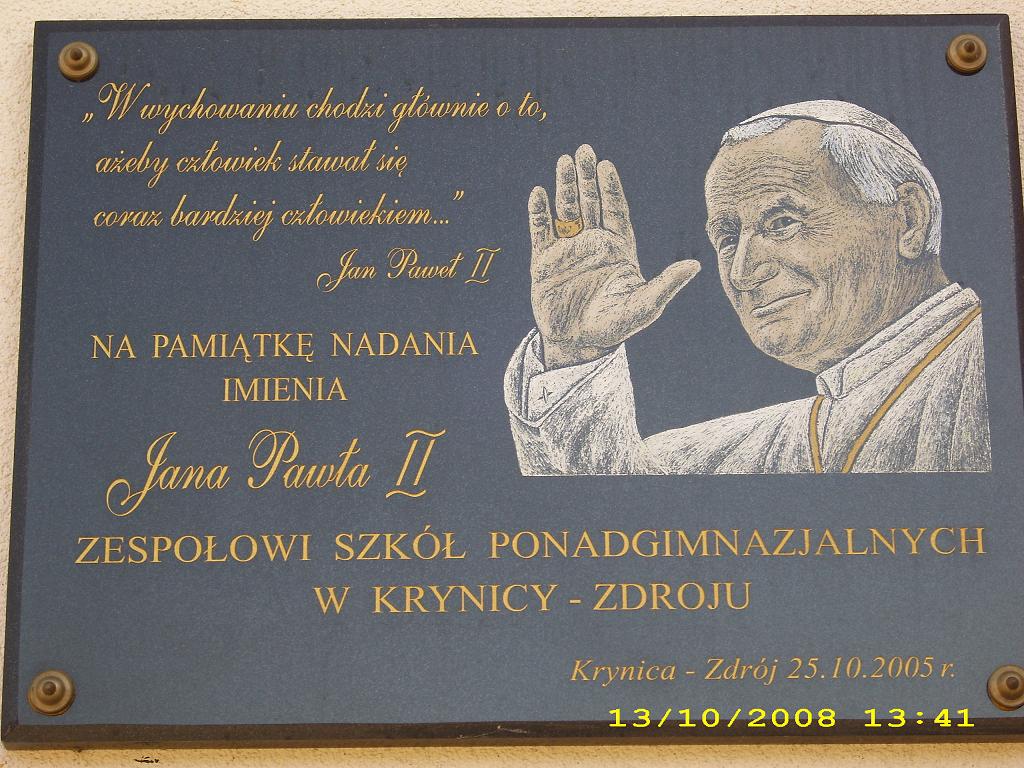 „W wychowaniu chodzi głównie o to,
ażeby człowiek stawał się
coraz bardziej człowiekiem..."
Jan Paweł II
NA PAMIĄTKĘ NADANIA
IMIENIA
Jana Pawła II
ZESPOŁOWI SZKÓŁ PONADGIMNAZJALNYCH
W KRYNICY - ZDROJU
Krynica - Zdrój 25.10.2005 r.
13/10/2008 13:41